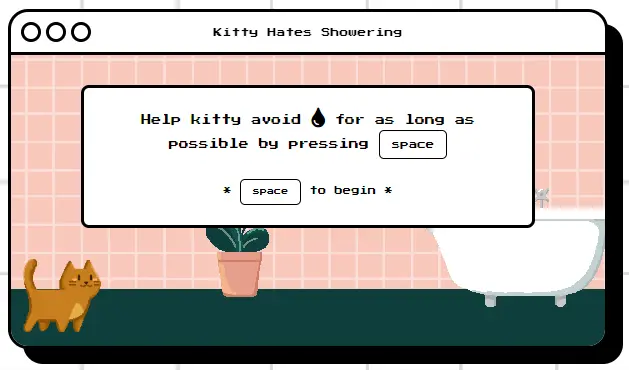 Kitty Hates Showering
Help kitty avoid for as long as
possible by pressing space
* space to begin *